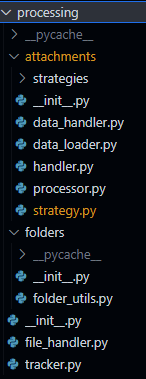 processing
__pycache__
attachments
strategies
__init__.py
data_handler.py
data_loader.py
handler.py
processor.py
strategy.py
folders
__pycache__
__init__.py
folder_utils.py
__init__.py
file_handler.py
tracker.py